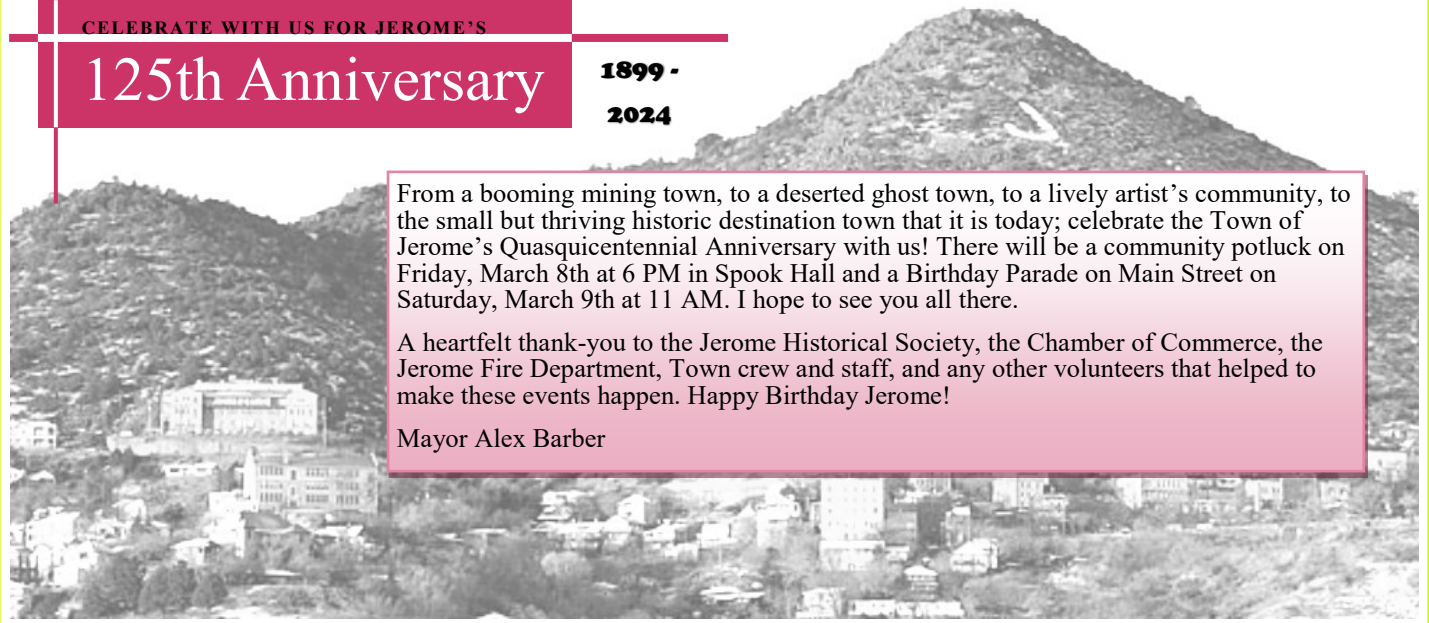 CELEBRATE WITH US FOR JEROME’S
125th Anniversary
1899 -
2024
J
From a booming mining town, to a deserted ghost town, to a lively artist’s community, to
the small but thriving historic destination town that it is today; celebrate the Town of
Jerome’s Quasquicentennial Anniversary with us! There will be a community potluck on
Friday, March 8th at 6 PM in Spook Hall and a Birthday Parade on Main Street on
Saturday, March 9th at 11 AM. I hope to see you all there.
A heartfelt thank-you to the Jerome Historical Society, the Chamber of Commerce, the
Jerome Fire Department, Town crew and staff, and any other volunteers that helped to
make these events happen. Happy Birthday Jerome!
Mayor Alex Barber